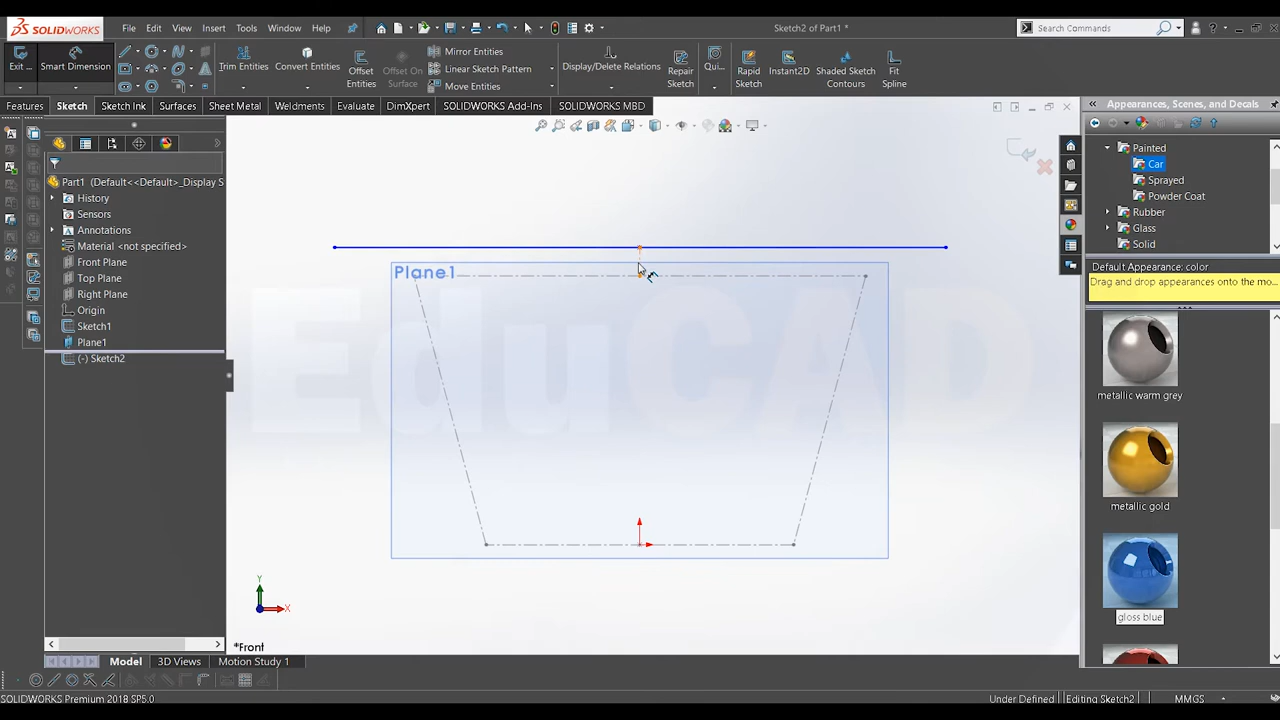 SOLIDWORKS File Edit View Insert Tools Window Sketch2 of Part1 * Search Commands
Exit ... Smart Dimension Trim Entities Convert Entities Offset Entities Offset On Surface Mirror Entities Linear Sketch Pattern Move Entities Display/Delete Relations Repair Sketch Qui... Rapid Sketch Instant2D Shaded Sketch Contours Fit Spline
Features Sketch Sketch Ink Surfaces Sheet Metal Weldments Evaluate DimXpert SOLIDWORKS Add-Ins SOLIDWORKS MBD
Appearances, Scenes, and Decals
Part1 (Default<<Default>_Display S
History
Sensors
Annotations
Material <not specified>
Front Plane
Top Plane
Right Plane
Origin
Sketch1
Plane1
(-) Sketch2
Plane1
EduCAD
Y
X
*Front
Painted
Car
Sprayed
Powder Coat
Rubber
Glass
Solid
Default Appearance: color
Drag and drop appearances onto the mo...
metallic warm grey
metallic gold
gloss blue
Model 3D Views Motion Study 1
SOLIDWORKS Premium 2018 SP5.0 Under Defined Editing Sketch2 MMGS